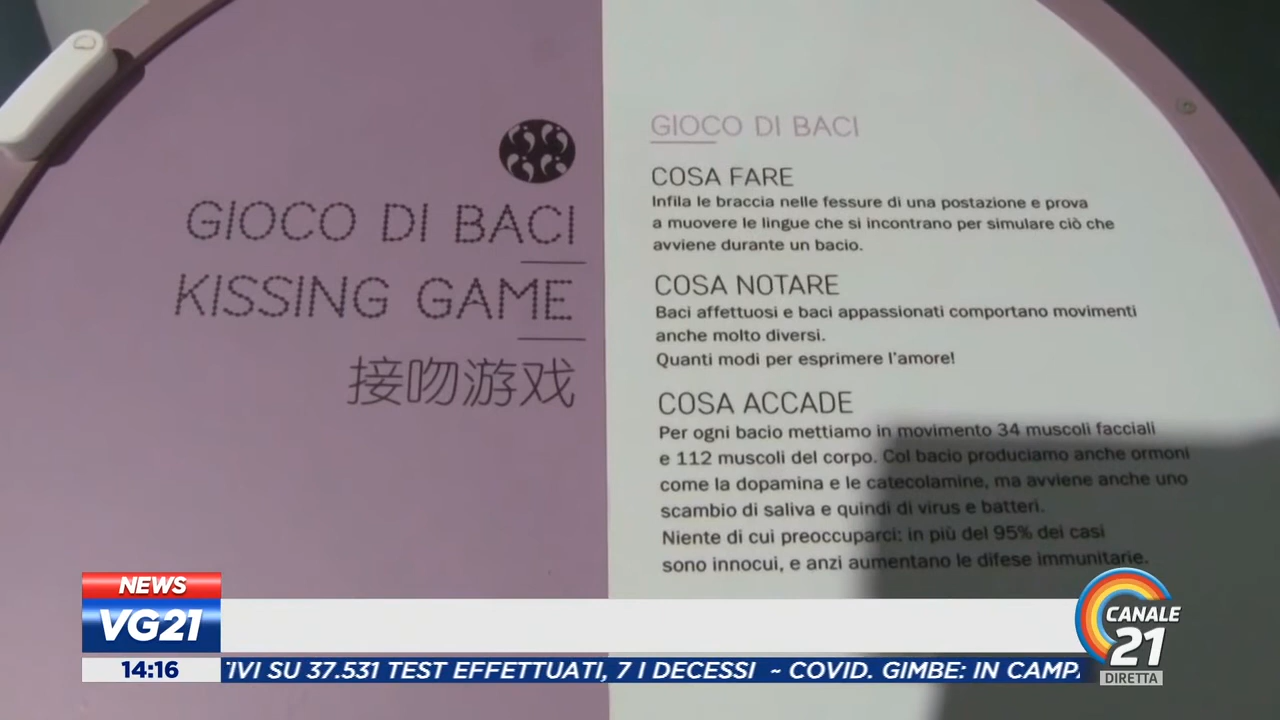 GIOCO DI BACI
KISSING GAME
接吻游戏
GIOCO DI BACI
COSA FARE
Infila le braccia nelle fessure di una postazione e prova
a muovere le lingue che si incontrano per simulare ciò che
avviene durante un bacio.
COSA NOTARE
Baci affettuosi e baci appassionati comportano movimenti
anche molto diversi.
Quanti modi per esprimere l'amore!
COSA ACCADE
Per ogni bacio mettiamo in movimento 34 muscoli facciali
e 112 muscoli del corpo. Col bacio produciamo anche ormoni
come la dopamina e le catecolamine, ma avviene anche uno
scambio di saliva e quindi di virus e batteri.
Niente di cui preoccuparci: in più del 95% dei casi
sono innocui, e anzi aumentano le difese immunitarie.
NEWS
VG21
14:16
TIVI SU 37.531 TEST EFFETTUATI, 7 I DECESSI ~ COVID. GIMBE: IN CAMPA
CANALE
21
DIRETTA